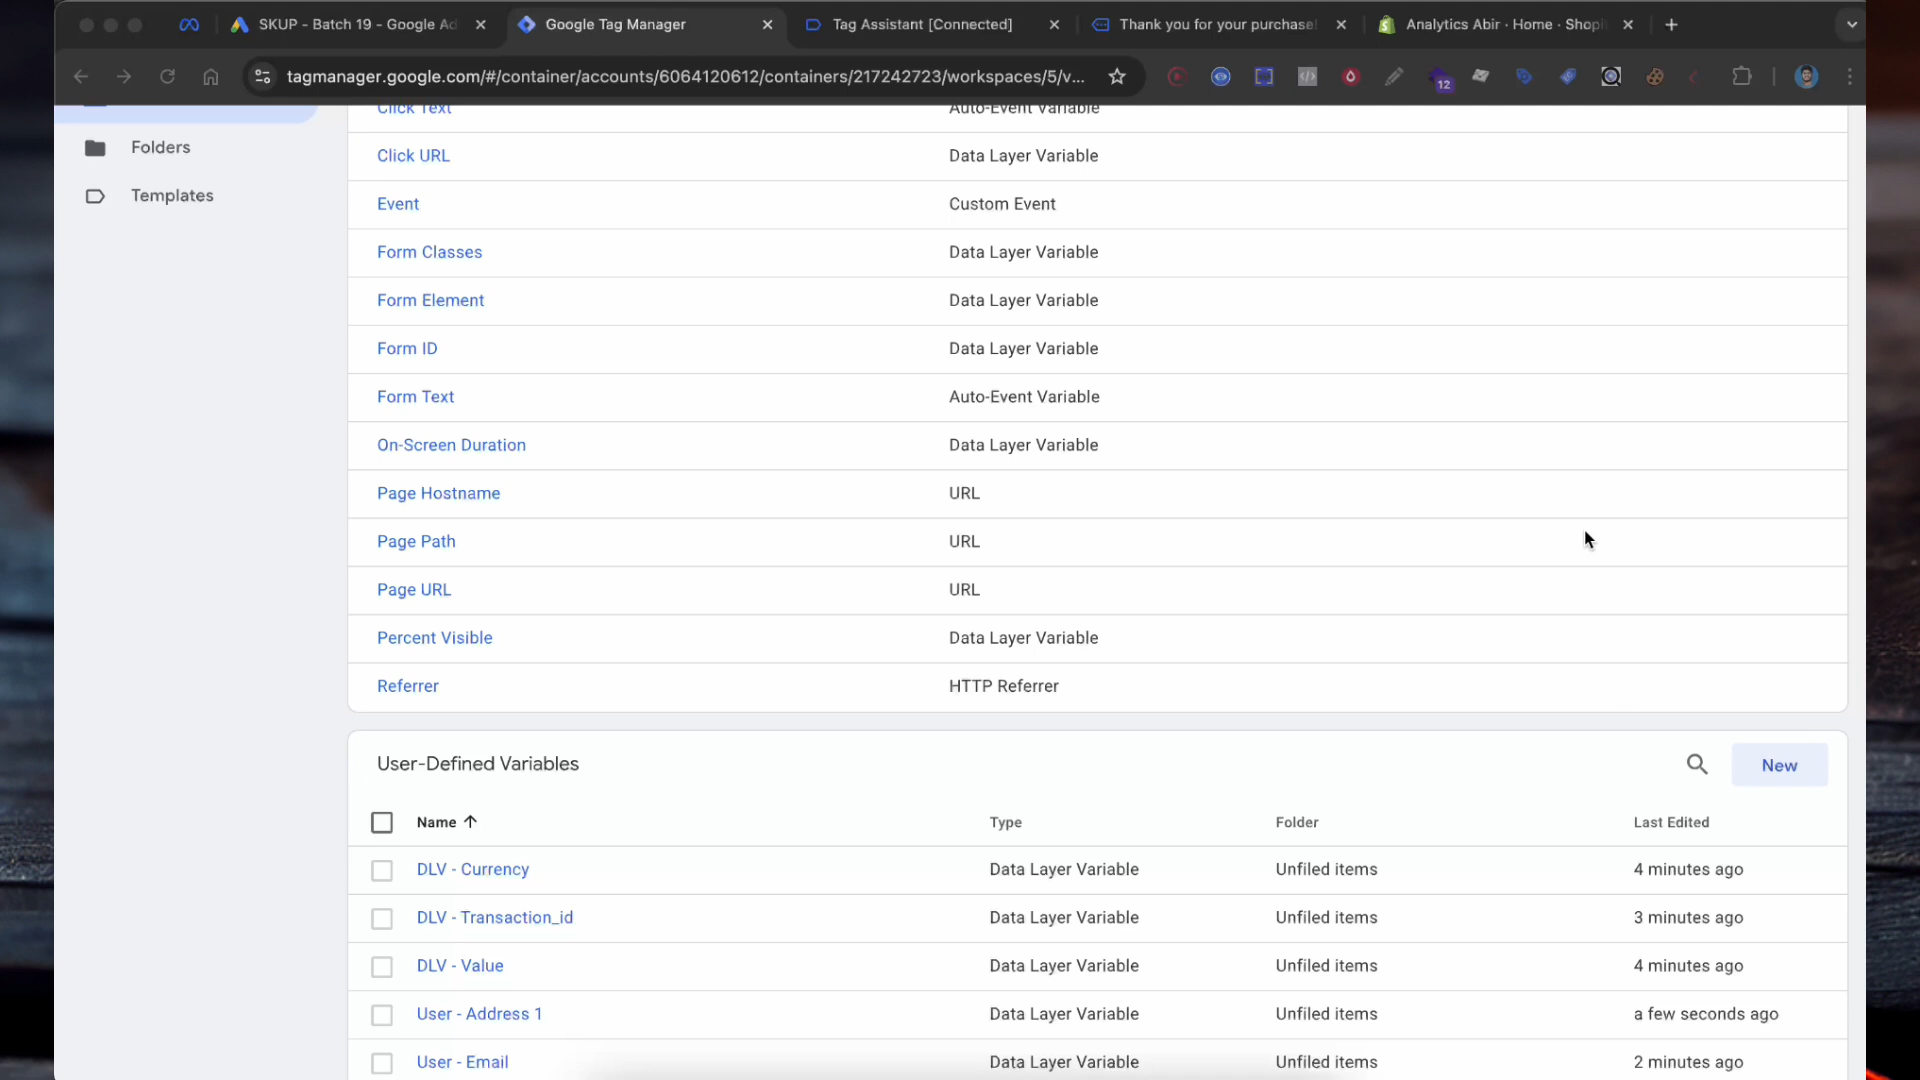 SKUP - Batch 19 - Google Ad
Google Tag Manager
Tag Assistant [Connected]
Thank you for your purchase!
Analytics Abir · Home · Shopi
tagmanager.google.com/#/container/accounts/6064120612/containers/217242723/workspaces/5/v...
12
Click Text Auto-Event Variable
Folders
Click URL Data Layer Variable
Templates
Event Custom Event
Form Classes Data Layer Variable
Form Element Data Layer Variable
Form ID Data Layer Variable
Form Text Auto-Event Variable
On-Screen Duration Data Layer Variable
Page Hostname URL
Page Path URL
Page URL URL
Percent Visible Data Layer Variable
Referrer HTTP Referrer
User-Defined Variables
New
Name Type Folder Last Edited
DLV - Currency Data Layer Variable Unfiled items 4 minutes ago
DLV - Transaction_id Data Layer Variable Unfiled items 3 minutes ago
DLV - Value Data Layer Variable Unfiled items 4 minutes ago
User - Address 1 Data Layer Variable Unfiled items a few seconds ago
User - Email Data Layer Variable Unfiled items 2 minutes ago